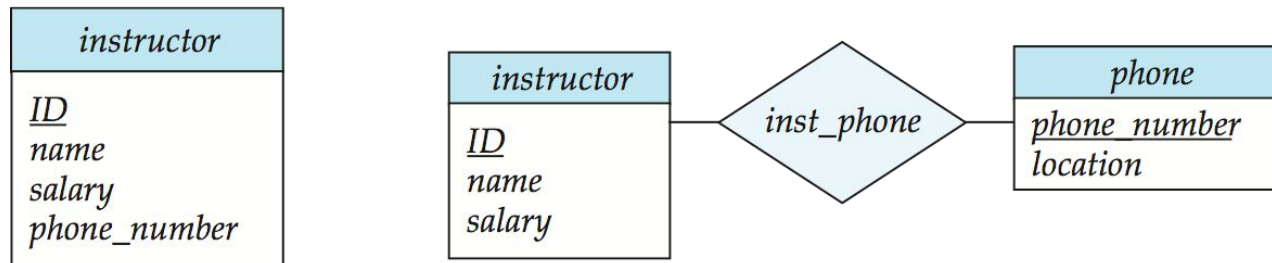 instructor
ID
name
salary
phone_number
instructor
ID
name
salary
inst_phone
phone
phone_number
location